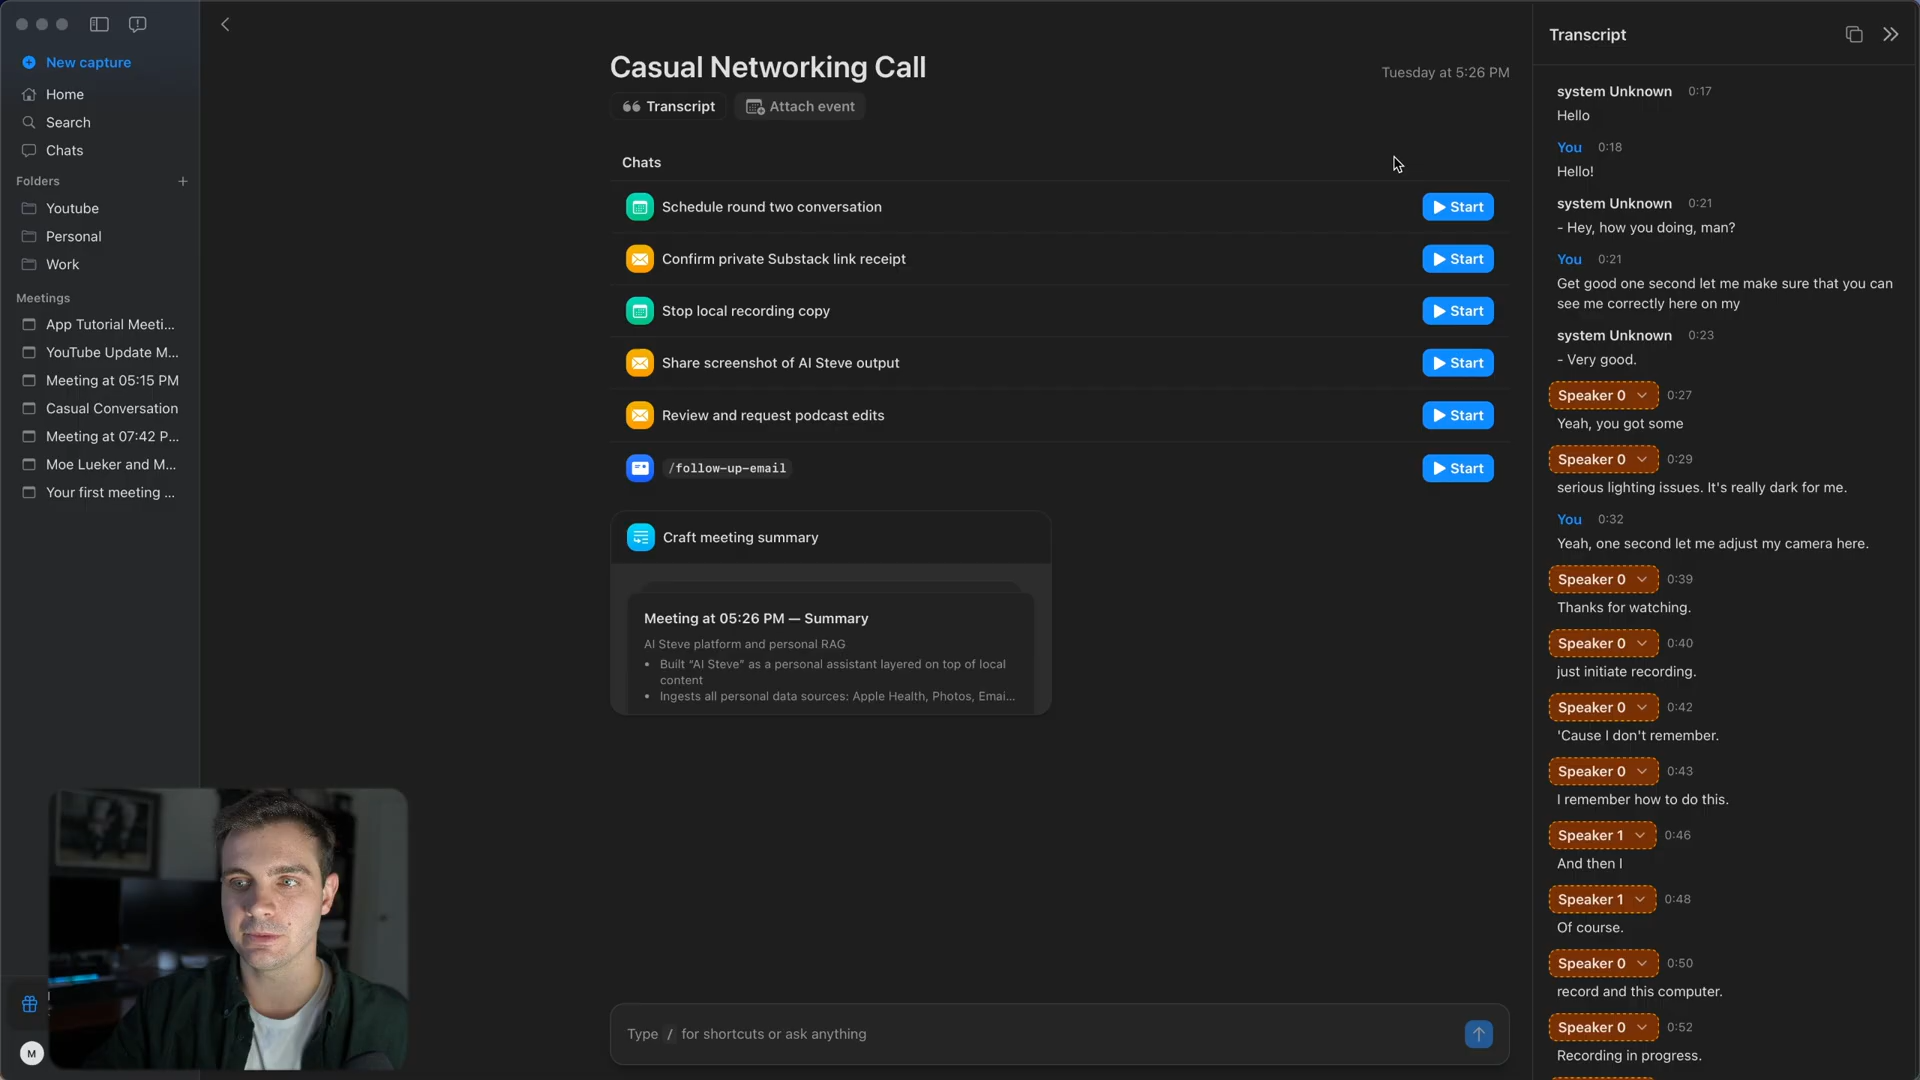 New capture
Home
Search
Chats
Folders
Youtube
Personal
Work
Meetings
App Tutorial Meeti...
YouTube Update M...
Meeting at 05:15 PM
Casual Conversation
Meeting at 07:42 P...
Moe Lueker and M...
Your first meeting ...
M
Casual Networking Call
Tuesday at 5:26 PM
Transcript
Attach event
Chats
Schedule round two conversation
Start
Confirm private Substack link receipt
Start
Stop local recording copy
Start
Share screenshot of AI Steve output
Start
Review and request podcast edits
Start
/follow-up-email
Start
Craft meeting summary
Meeting at 05:26 PM — Summary
AI Steve platform and personal RAG
• Built “AI Steve” as a personal assistant layered on top of local
content
• Ingests all personal data sources: Apple Health, Photos, Emai...
Type / for shortcuts or ask anything
Transcript
system Unknown 0:17
Hello
You 0:18
Hello!
system Unknown 0:21
- Hey, how you doing, man?
You 0:21
Get good one second let me make sure that you can
see me correctly here on my
system Unknown 0:23
- Very good.
Speaker 0 0:27
Yeah, you got some
Speaker 0 0:29
serious lighting issues. It's really dark for me.
You 0:32
Yeah, one second let me adjust my camera here.
Speaker 0 0:39
Thanks for watching.
Speaker 0 0:40
just initiate recording.
Speaker 0 0:42
'Cause I don't remember.
Speaker 0 0:43
I remember how to do this.
Speaker 1 0:46
And then I
Speaker 1 0:48
Of course.
Speaker 0 0:50
record and this computer.
Speaker 0 0:52
Recording in progress.